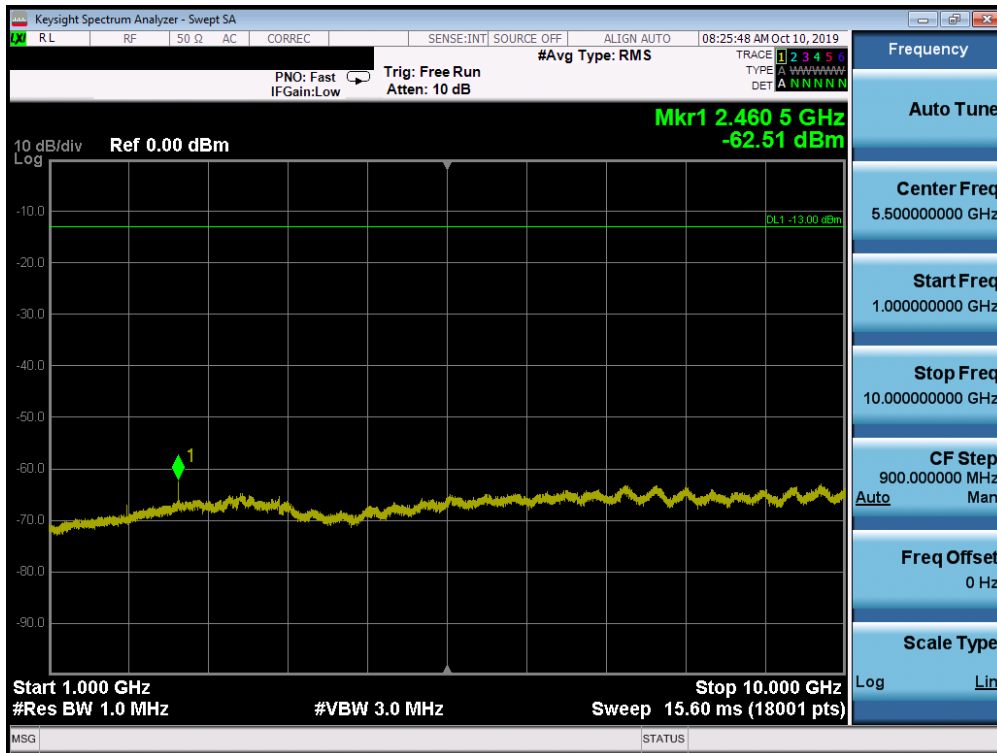 Keysight Spectrum Analyzer - Swept SA
LXI RL RF 50 Ω AC CORREC SENSE:INT SOURCE OFF ALIGN AUTO 08:25:48 AM Oct 10, 2019
Frequency
#Avg Type: RMS
TRACE 1 2 3 4 5 6
PNO: Fast Trig: Free Run
TYPE A WWWWW
IFGain:Low Atten: 10 dB
DET A N N N N N
Mkr1 2.460 5 GHz
-62.51 dBm
10 dB/div Ref 0.00 dBm
Log
-10.0
DL1 -13.00 dBm
-20.0
-30.0
-40.0
-50.0
-60.0
1
-70.0
-80.0
-90.0
Start 1.000 GHz Stop 10.000 GHz
#Res BW 1.0 MHz #VBW 3.0 MHz Sweep 15.60 ms (18001 pts)
MSG STATUS
Auto Tune
Center Freq
5.500000000 GHz
Start Freq
1.000000000 GHz
Stop Freq
10.000000000 GHz
CF Step
900.000000 MHz
Auto Man
Freq Offset
0 Hz
Scale Type
Log Lin